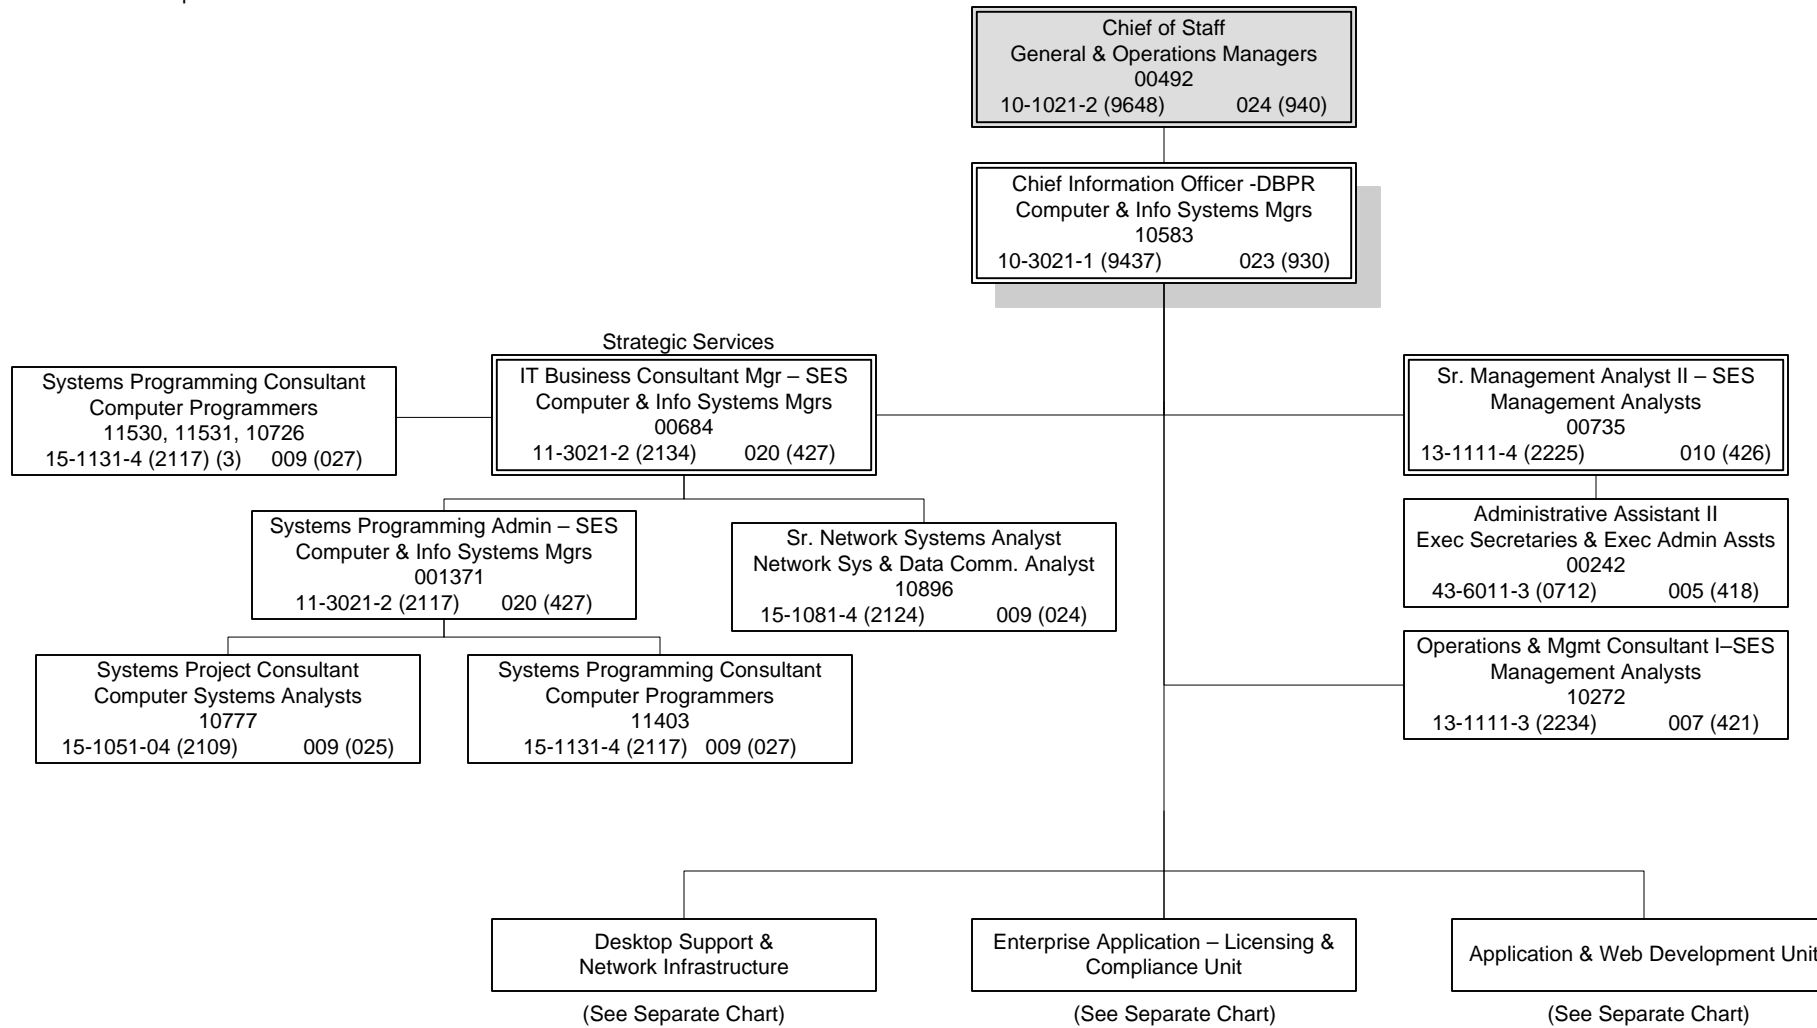 Chief of Staff
General & Operations Managers
00492
10-1021-2 (9648) 024 (940)
Chief Information Officer -DBPR
Computer & Info Systems Mgrs
10583
10-3021-1 (9437) 023 (930)
Strategic Services
Systems Programming Consultant
Computer Programmers
11530, 11531, 10726
15-1131-4 (2117) (3) 009 (027)
IT Business Consultant Mgr – SES
Computer & Info Systems Mgrs
00684
11-3021-2 (2134) 020 (427)
Sr. Management Analyst II – SES
Management Analysts
00735
13-1111-4 (2225) 010 (426)
Systems Programming Admin – SES
Computer & Info Systems Mgrs
001371
11-3021-2 (2117) 020 (427)
Sr. Network Systems Analyst
Network Sys & Data Comm. Analyst
10896
15-1081-4 (2124) 009 (024)
Administrative Assistant II
Exec Secretaries & Exec Admin Assts
00242
43-6011-3 (0712) 005 (418)
Systems Project Consultant
Computer Systems Analysts
10777
15-1051-04 (2109) 009 (025)
Systems Programming Consultant
Computer Programmers
11403
15-1131-4 (2117) 009 (027)
Operations & Mgmt Consultant I–SES
Management Analysts
10272
13-1111-3 (2234) 007 (421)
Desktop Support &
Network Infrastructure
(See Separate Chart)
Enterprise Application – Licensing &
Compliance Unit
(See Separate Chart)
Application & Web Development Unit
(See Separate Chart)